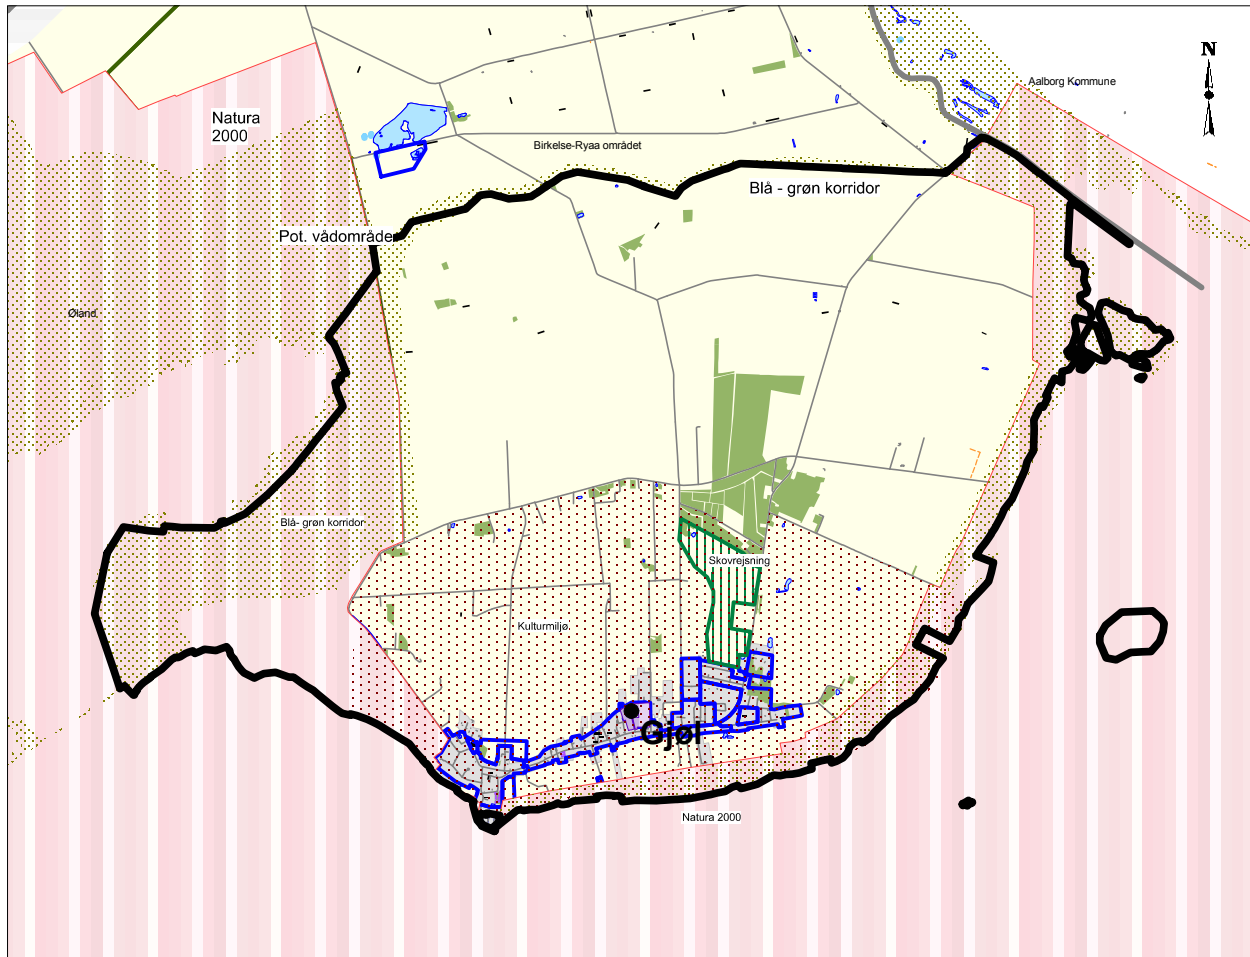 N
Aalborg Kommune
Natura
2000
Birkelse-Ryaa området
Blå - grøn korridor
Pot. vådområde
Øland
Blå- grøn korridor
Skovrejsning
Kulturmiljø.
Gjøl
Natura 2000